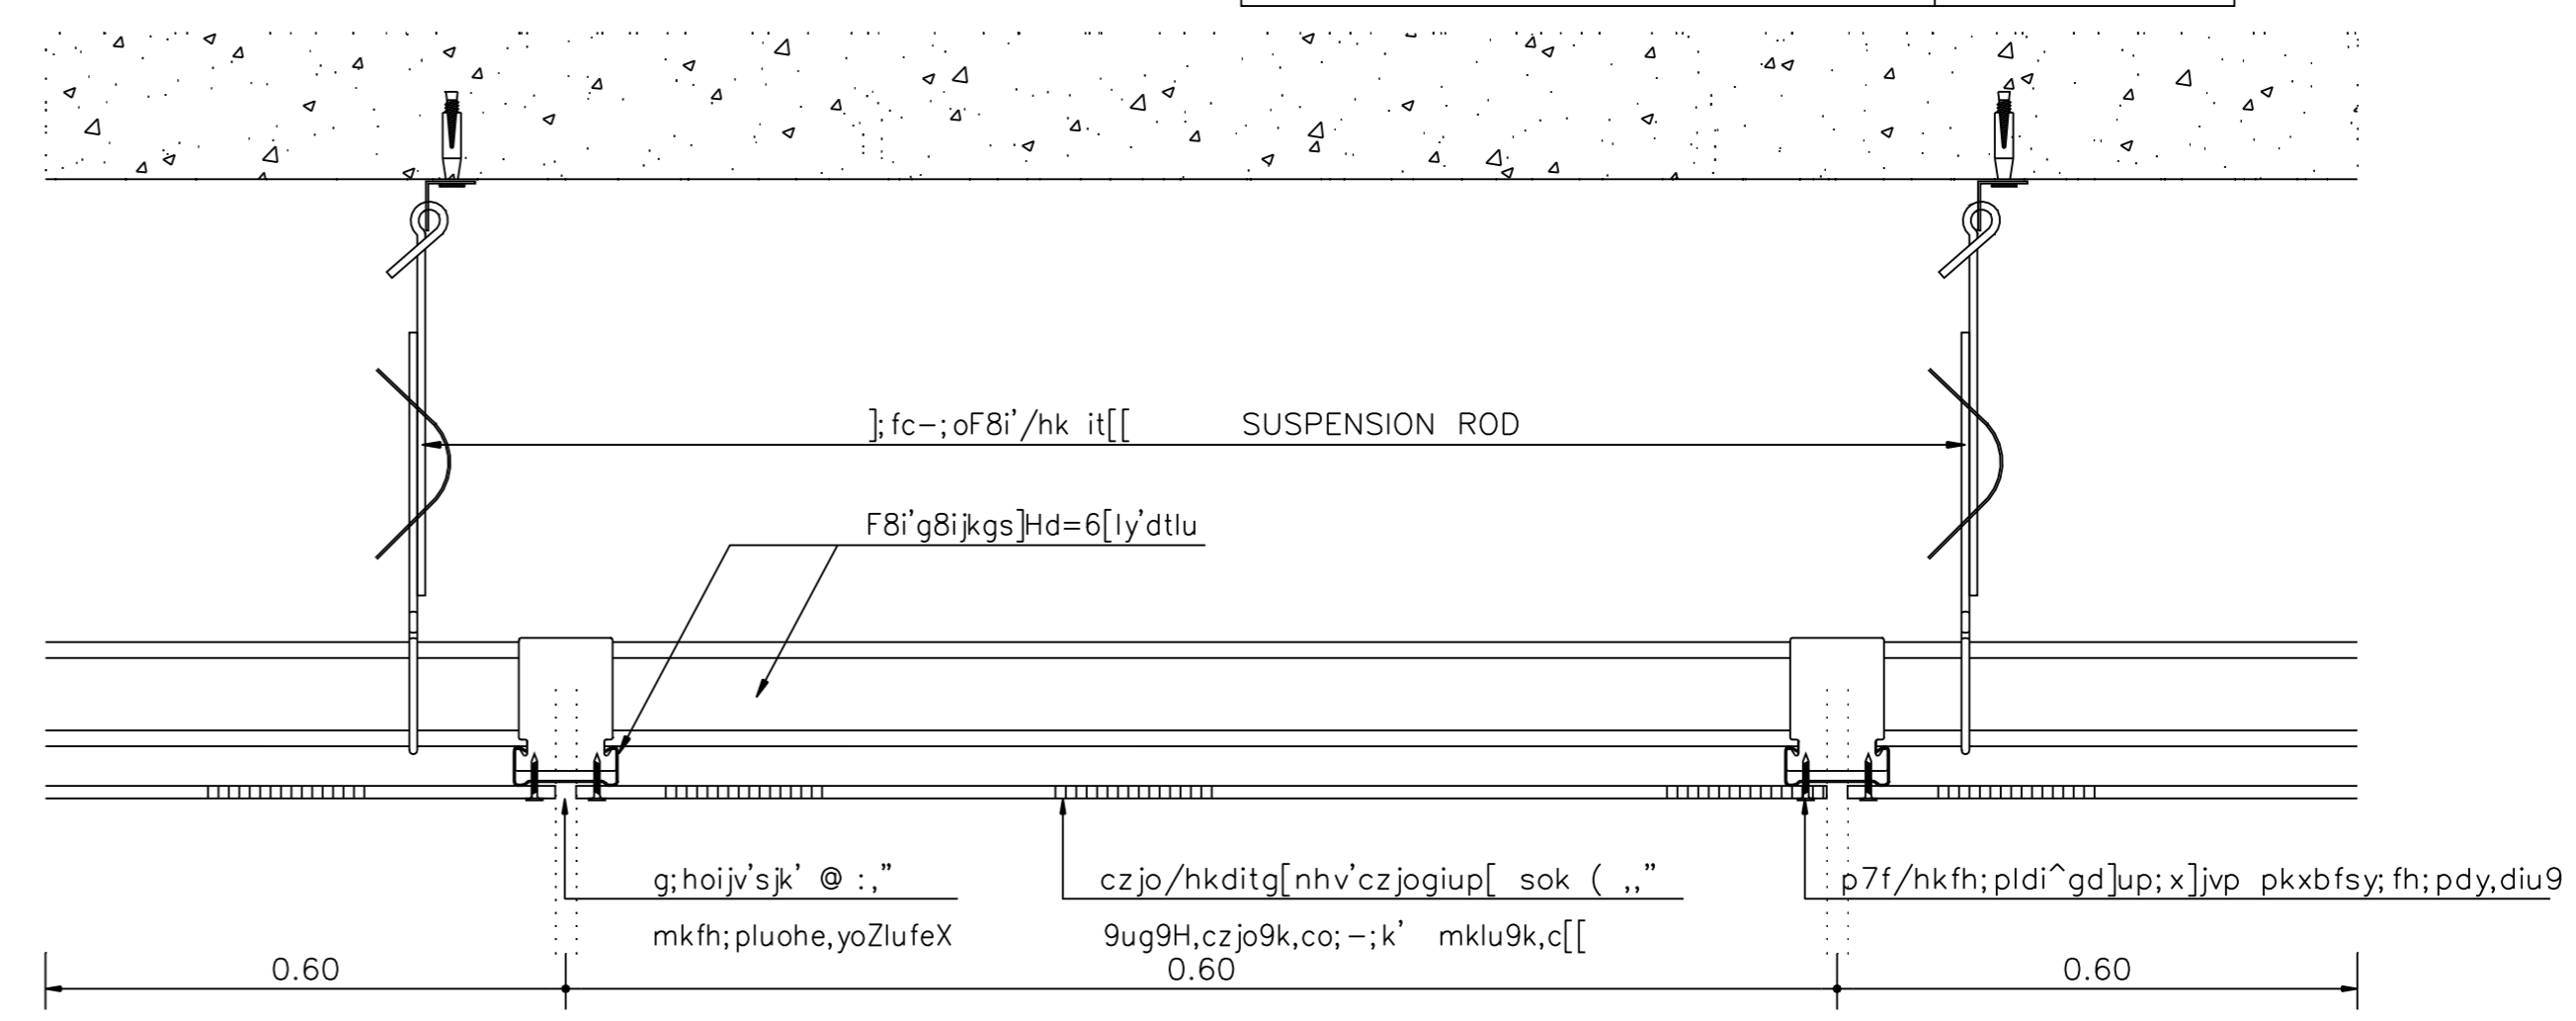 ];fc-;oF8i'/hk it[[ SUSPENSION ROD
F8i'g8ijkgs]Hd=6[ly'dtlu
g;hoijv'sjk' @ :,"
mkfh;pluohe,yoZlufeX
czjo/hkditg[nhv'czjogiup[ sok ( ,,"
9ug9H,czjo9k,co;-;k' mklu9k,c[[
p7f/hkfh;pldi^gd]up;x]jvp pkxbfsy;fh;pdy,diu9
0.60
0.60
0.60